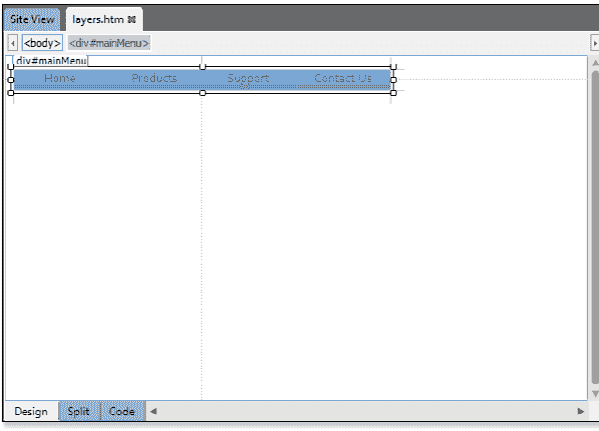 Site View layers.htm
<body> <div#mainMenu>
div#mainMenu
Home Products Support Contact Us
Design Split Code